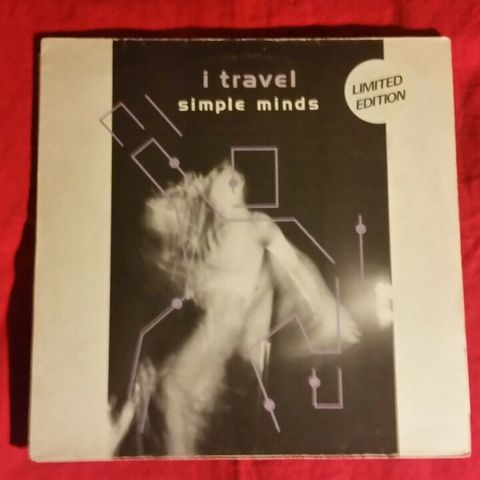 i travel
simple minds
LIMITED
EDITION